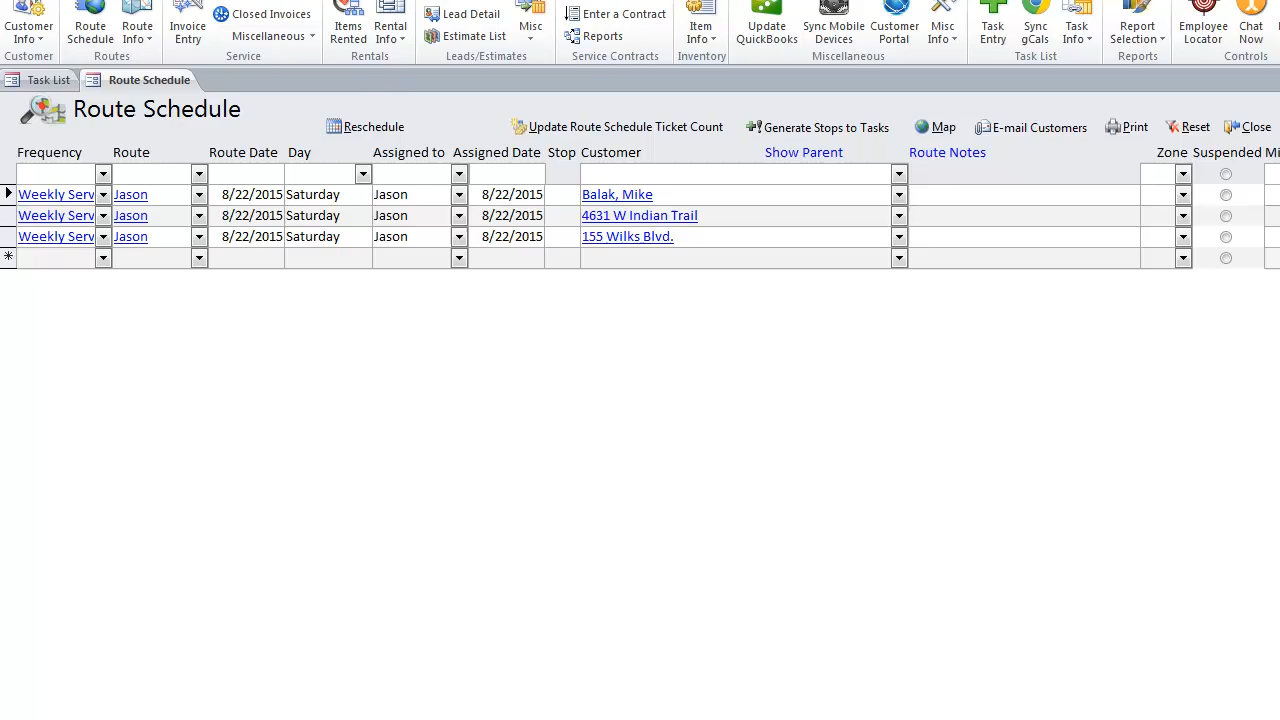 Customer Info Route Schedule Route Info Invoice Entry Closed Invoices Miscellaneous Items Rented Rental Info Lead Detail Estimate List Misc Enter a Contract Reports Item Info Update QuickBooks Sync Mobile Devices Customer Portal Misc Info Task Entry Sync gCals Task Info Report Selection Employee Locator Chat Now
Customer Routes Service Rentals Leads/Estimates Service Contracts Inventory Miscellaneous Task List Reports Controls
Task List Route Schedule
Route Schedule
Reschedule Update Route Schedule Ticket Count Generate Stops to Tasks Map E-mail Customers Print Reset Close
Frequency Route Route Date Day Assigned to Assigned Date Stop Customer Show Parent Route Notes Zone Suspended Mi
Weekly Serv Jason 8/22/2015 Saturday Jason 8/22/2015 Balak, Mike
Weekly Serv Jason 8/22/2015 Saturday Jason 8/22/2015 4631 W Indian Trail
Weekly Serv Jason 8/22/2015 Saturday Jason 8/22/2015 155 Wilks Blvd.